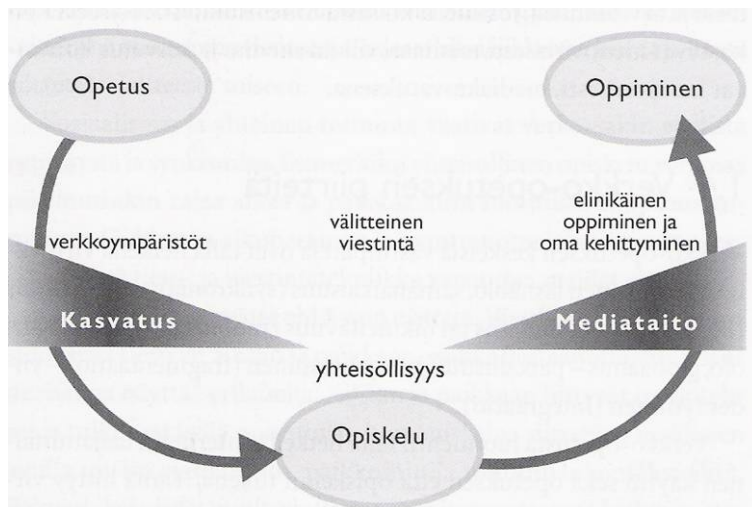 Opetus
Oppiminen
verkkoympäristöt
välitteinen
viestintä
elinikäinen
oppiminen ja
oma kehittyminen
Kasvatus
Mediataito
yhteisöllisyys
Opiskelu